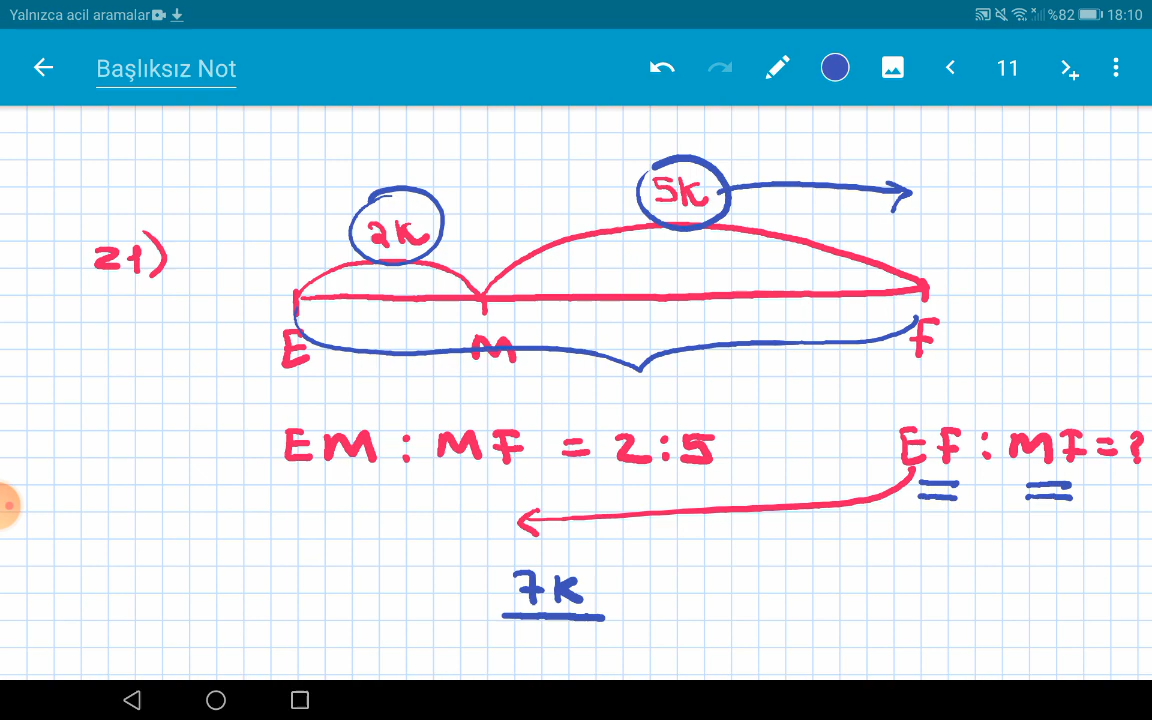 Yalnızca acil aramalar %82 18:10
Başlıksız Not 11
5k
2k
21)
E M F
EM : MF = 2:5 EF : MF = ?
7k